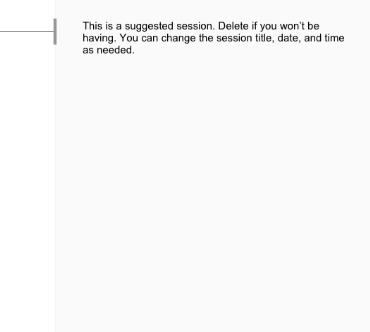 This is a suggested session. Delete if you won't be
having. You can change the session title, date, and time
as needed.